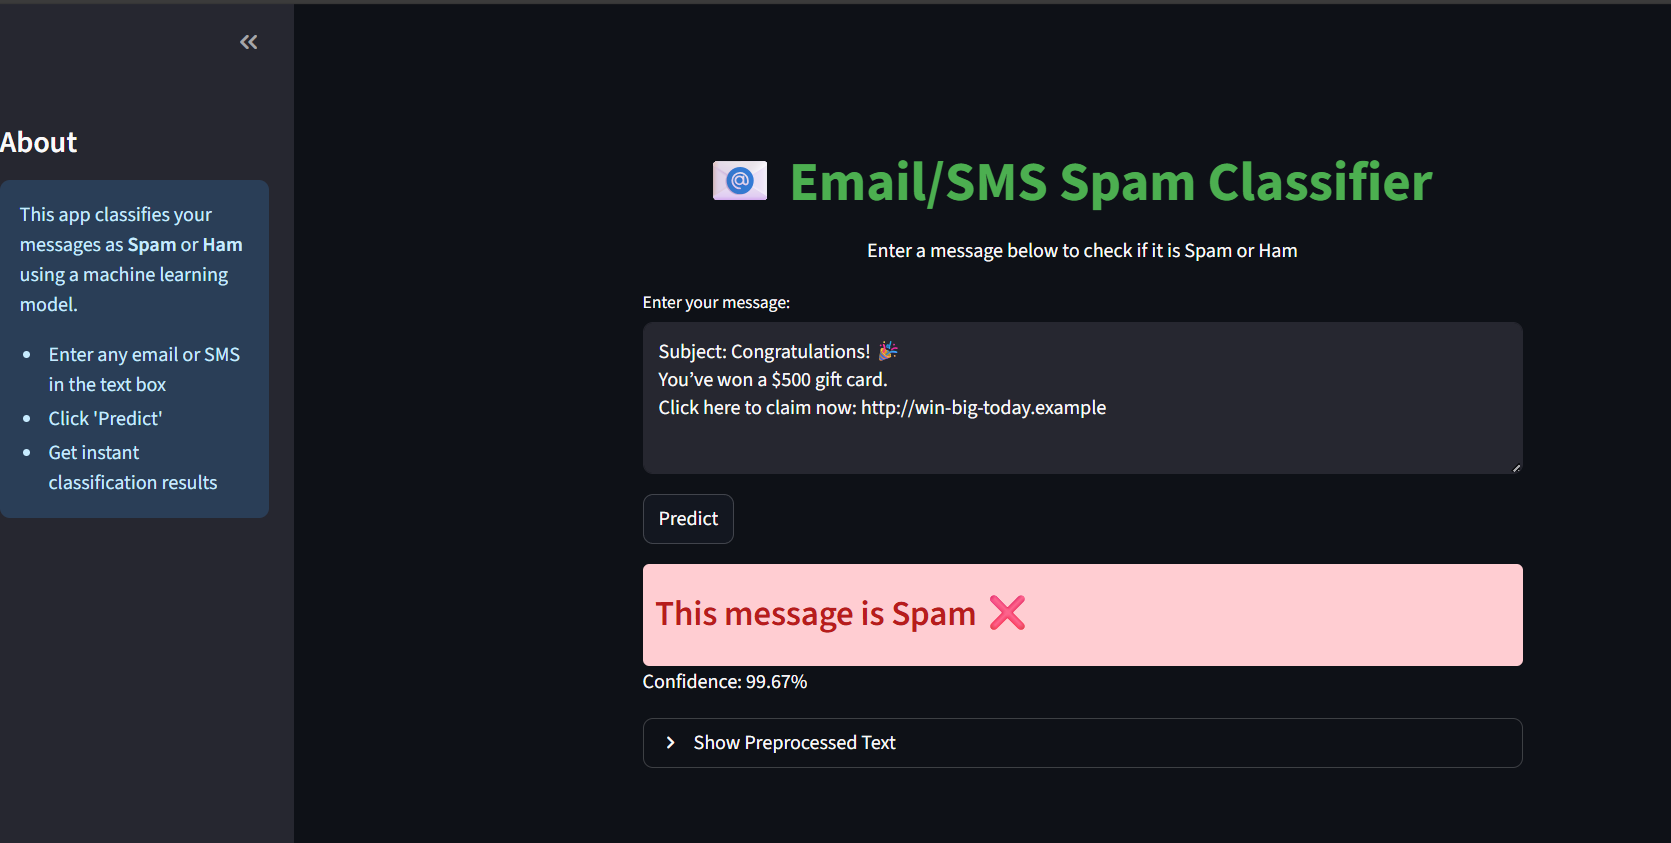 About
This app classifies your
messages as Spam or Ham
using a machine learning
model.
• Enter any email or SMS
in the text box
• Click 'Predict'
• Get instant
classification results
📧 Email/SMS Spam Classifier
Enter a message below to check if it is Spam or Ham
Enter your message:
Subject: Congratulations! 🎉
You’ve won a $500 gift card.
Click here to claim now: http://win-big-today.example
Predict
This message is Spam ❌
Confidence: 99.67%
Show Preprocessed Text